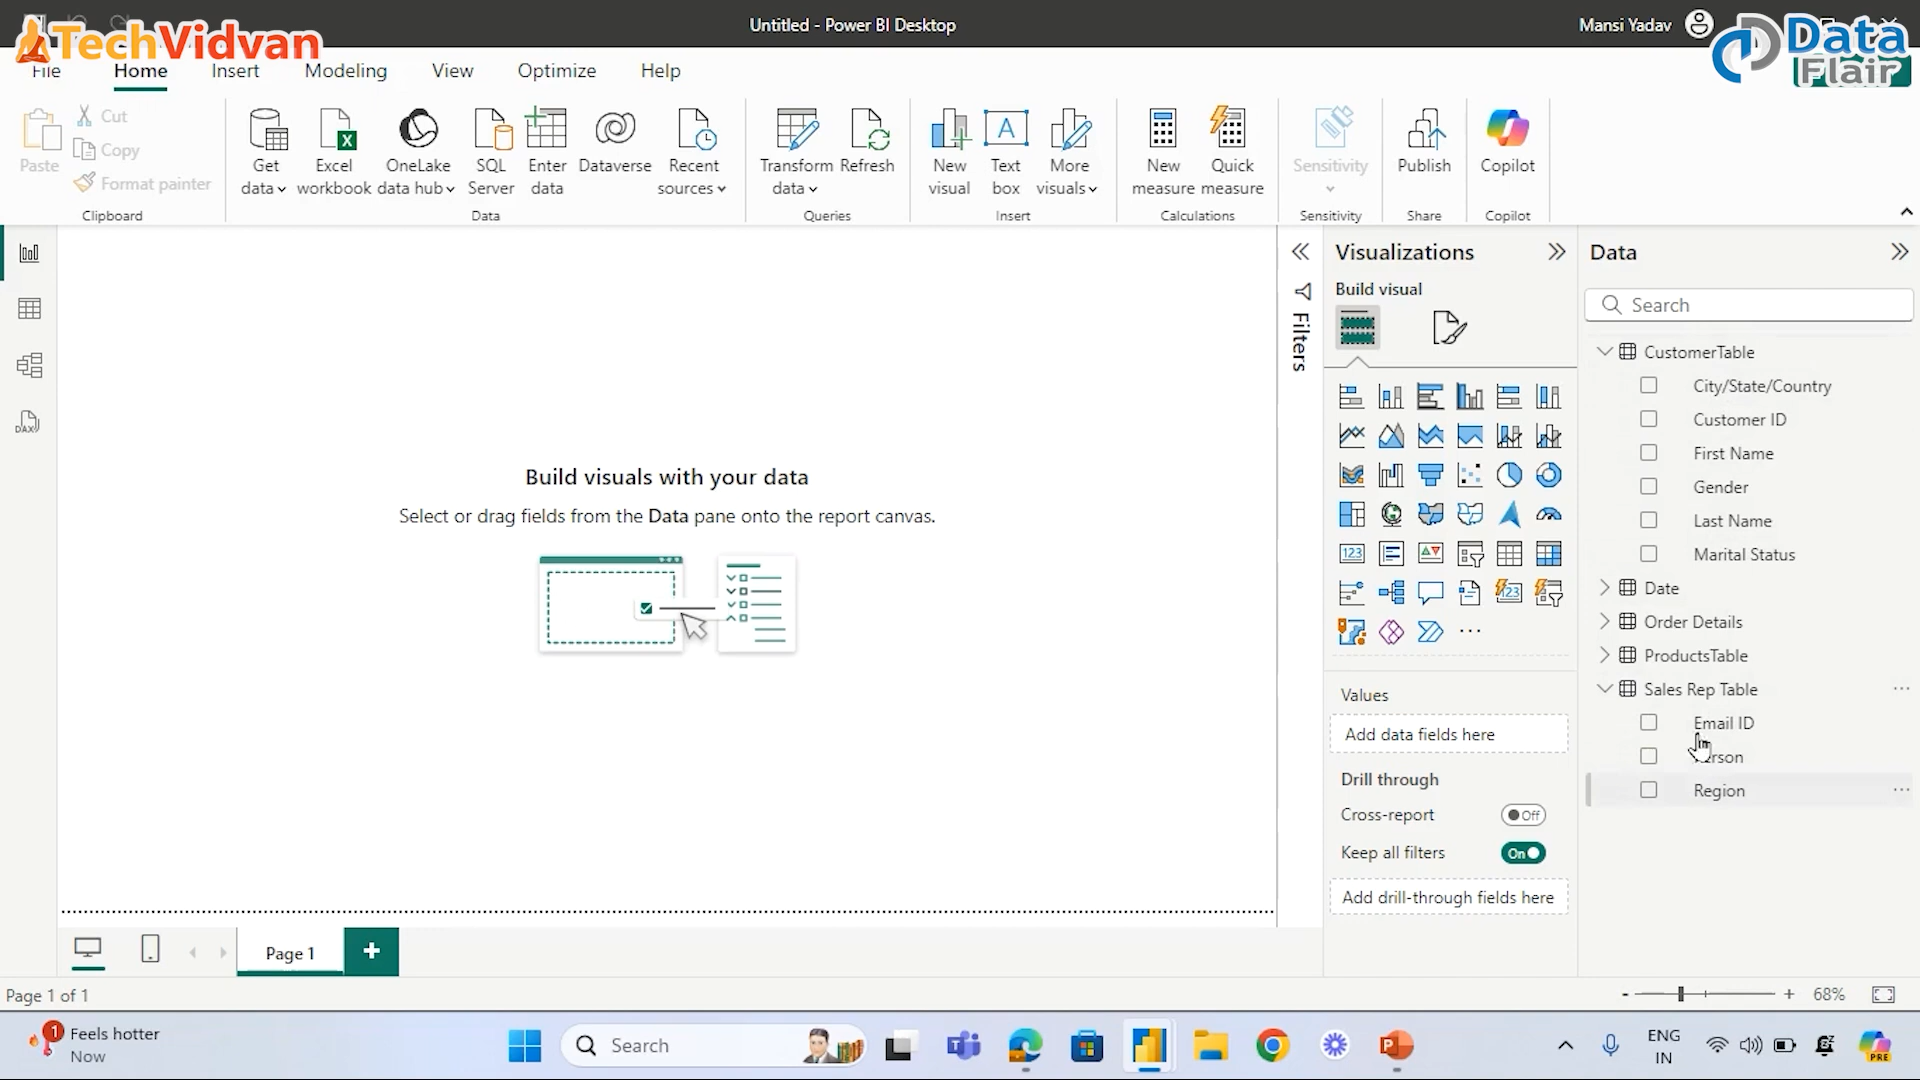 TechVidvan
Untitled - Power BI Desktop
Mansi Yadav
Data
Flair
File
Home
Insert
Modeling
View
Optimize
Help
Paste
Cut
Copy
Format painter
Clipboard
Get
data
Excel
workbook
OneLake
data hub
SQL
Server
Enter
data
Dataverse
Recent
sources
Data
Transform
data
Refresh
Queries
New
visual
Text
box
More
visuals
Insert
New
measure
Quick
measure
Calculations
Sensitivity
Sensitivity
Publish
Share
Copilot
Copilot
DAX
Build visuals with your data
Select or drag fields from the Data pane onto the report canvas.
Filters
Visualizations
Build visual
123
123
Values
Add data fields here
Drill through
Cross-report
Off
Keep all filters
On
Add drill-through fields here
Data
Search
CustomerTable
City/State/Country
Customer ID
First Name
Gender
Last Name
Marital Status
Date
Order Details
ProductsTable
Sales Rep Table
Email ID
Region
Page 1
+
Page 1 of 1
- + 68%
1
Feels hotter
Now
Search
ENG
IN
PRE